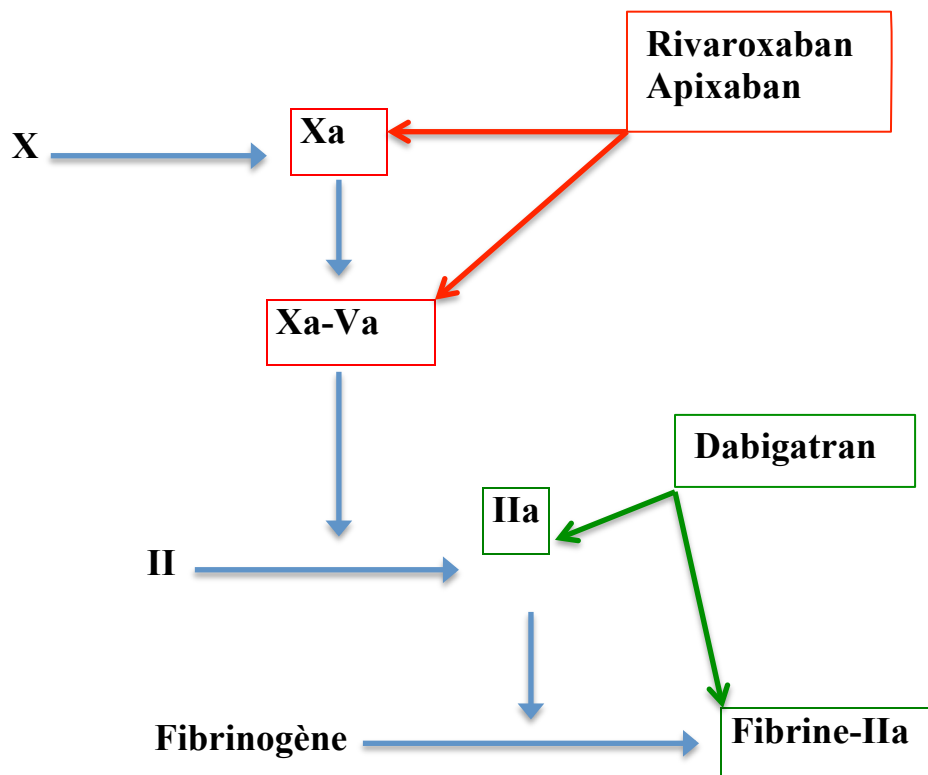 Rivaroxaban
Apixaban
X
Xa
Xa-Va
Dabigatran
IIa
II
Fibrinogène
Fibrine-IIa